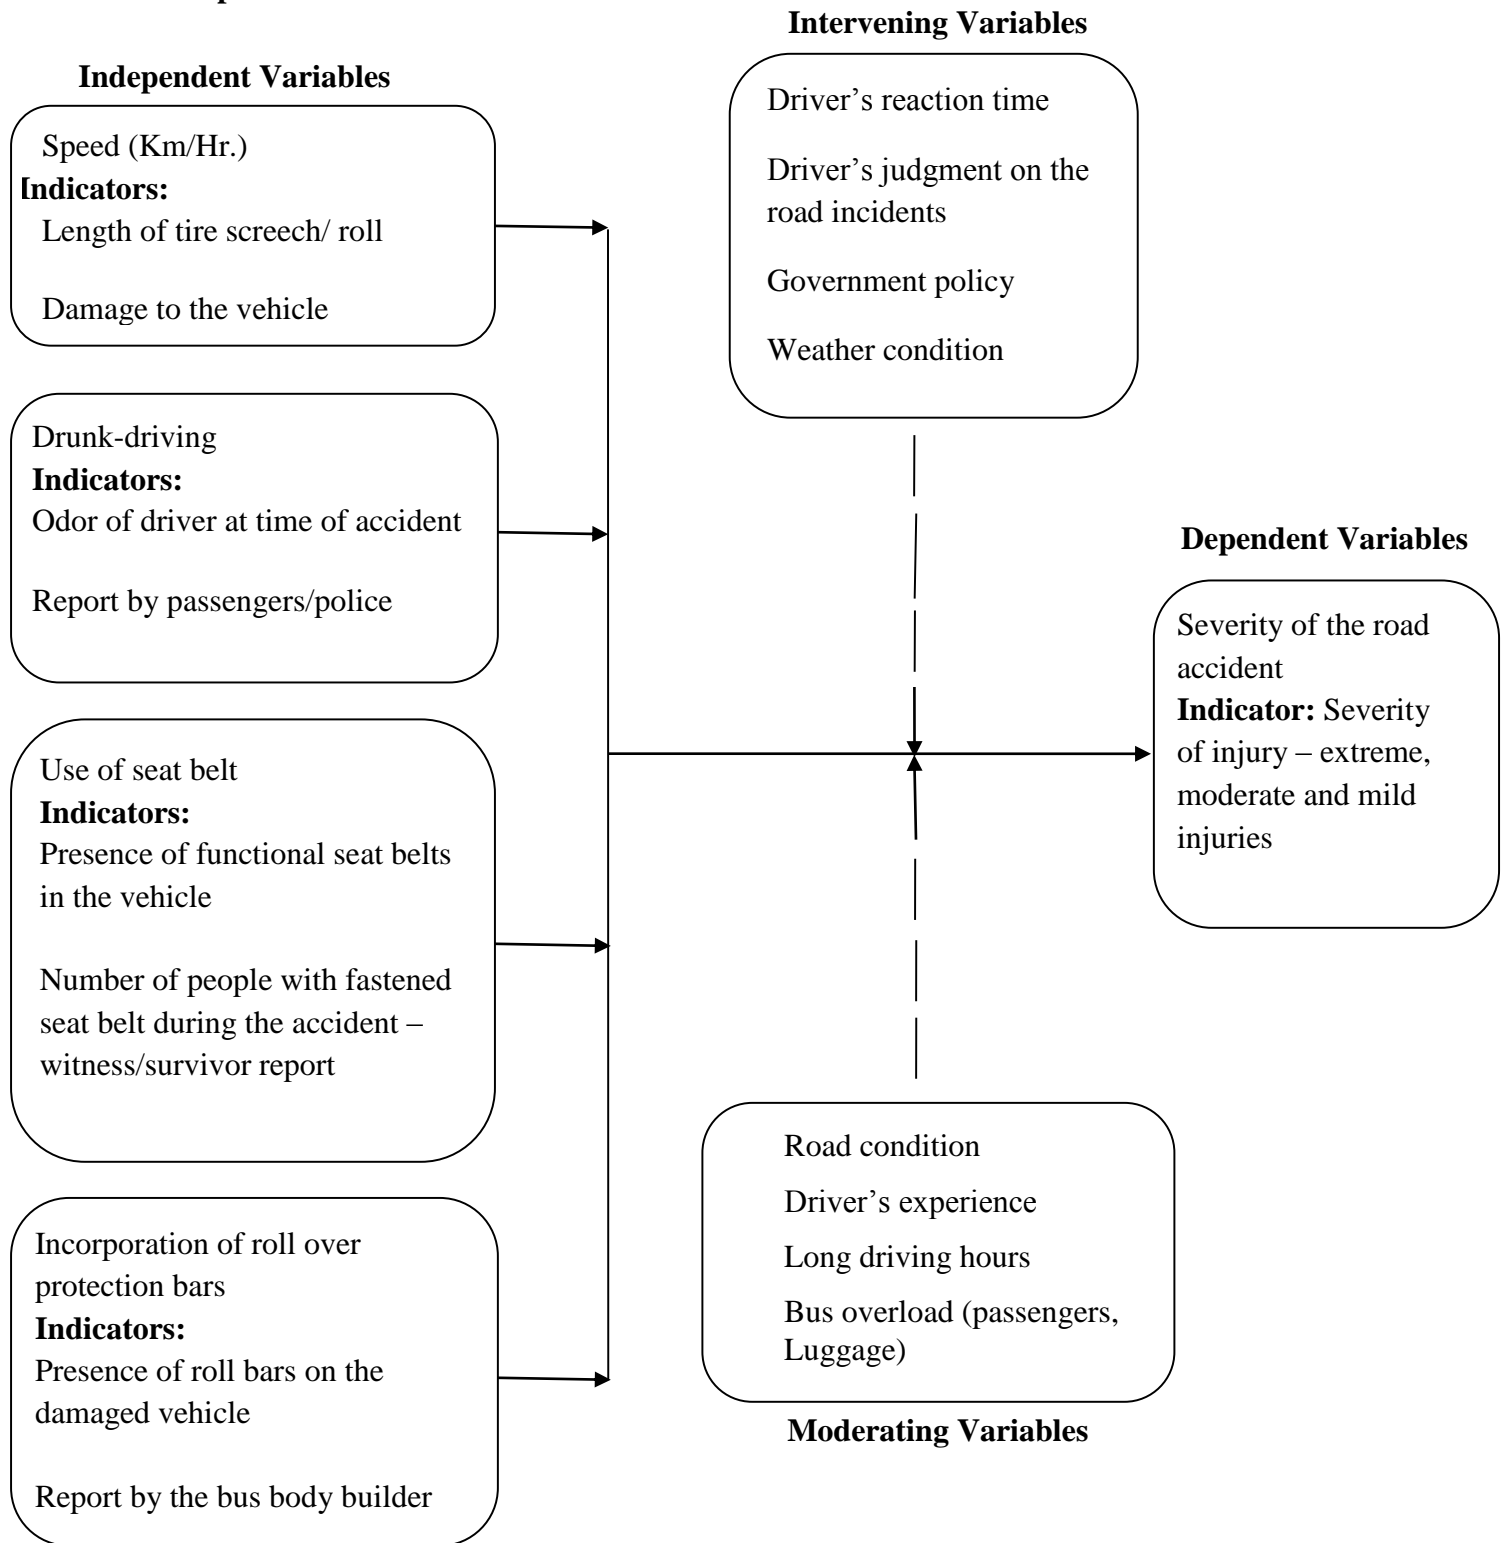 Intervening Variables
Independent Variables
Speed (Km/Hr.)
Indicators:
Length of tire screech/ roll
Damage to the vehicle
Drunk-driving
Indicators:
Odor of driver at time of accident
Report by passengers/police
Use of seat belt
Indicators:
Presence of functional seat belts
in the vehicle
Number of people with fastened
seat belt during the accident –
witness/survivor report
Incorporation of roll over
protection bars
Indicators:
Presence of roll bars on the
damaged vehicle
Report by the bus body builder
Driver’s reaction time
Driver’s judgment on the
road incidents
Government policy
Weather condition
Road condition
Driver’s experience
Long driving hours
Bus overload (passengers,
Luggage)
Moderating Variables
Dependent Variables
Severity of the road
accident
Indicator: Severity
of injury – extreme,
moderate and mild
injuries